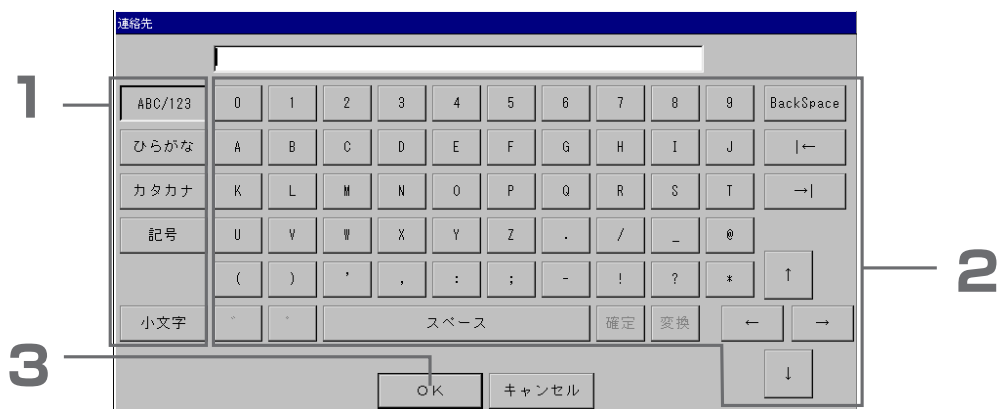 連絡先
1
ABC/123 0 1 2 3 4 5 6 7 8 9 BackSpace
ひらがな A B C D E F G H I J |←
カタカナ K L M N O P Q R S T →|
記号 U V W X Y Z . / _ @
( ) ' , : ; - ! ? * ↑
2
小文字 ゛ ゜ スペース 確定 変換 ← →
3
OK キャンセル ↓